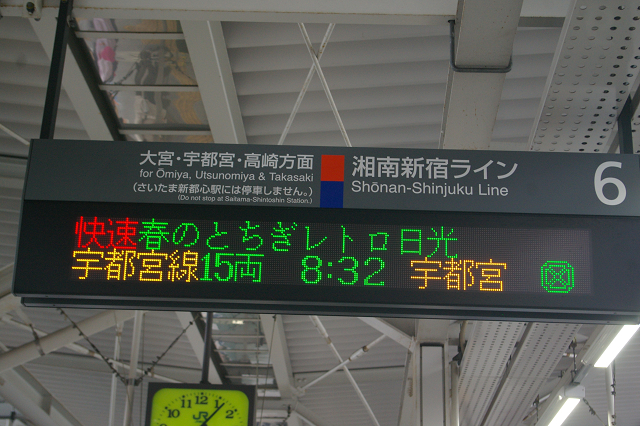 大宮・宇都宮・高崎方面
for Ōmiya, Utsunomiya & Takasaki
(さいたま新都心駅には停車しません。)
(Do not stop at Saitama-Shintoshin Station.)
湘南新宿ライン
Shōnan-Shinjuku Line
6
快速春のとちぎレトロ日光
宇都宮線15両 8:32 宇都宮
12
JR